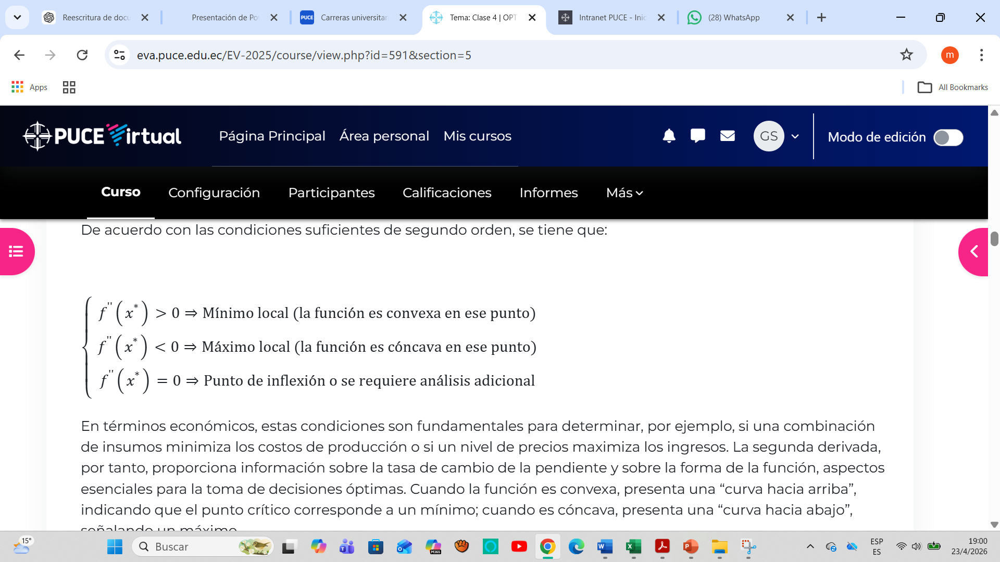 Reescritura de docu
Presentación de Po
PUCE Carreras universitar
Tema: Clase 4 | OPT
Intranet PUCE - Inic
(28) WhatsApp
eva.puce.edu.ec/EV-2025/course/view.php?id=591&section=5
m
Apps
All Bookmarks
PUCE Virtual
Página Principal Área personal Mis cursos
GS
Modo de edición
Curso Configuración Participantes Calificaciones Informes Más
De acuerdo con las condiciones suficientes de segundo orden, se tiene que:
f''(x*) > 0 ⇒ Mínimo local (la función es convexa en ese punto)
f''(x*) < 0 ⇒ Máximo local (la función es cóncava en ese punto)
f''(x*) = 0 ⇒ Punto de inflexión o se requiere análisis adicional
En términos económicos, estas condiciones son fundamentales para determinar, por ejemplo, si una combinación
de insumos minimiza los costos de producción o si un nivel de precios maximiza los ingresos. La segunda derivada,
por tanto, proporciona información sobre la tasa de cambio de la pendiente y sobre la forma de la función, aspectos
esenciales para la toma de decisiones óptimas. Cuando la función es convexa, presenta una “curva hacia arriba”,
indicando que el punto crítico corresponde a un mínimo; cuando es cóncava, presenta una “curva hacia abajo”,
señalando un máximo.
15°
Buscar
M365
ESP
ES
19:00
23/4/2026